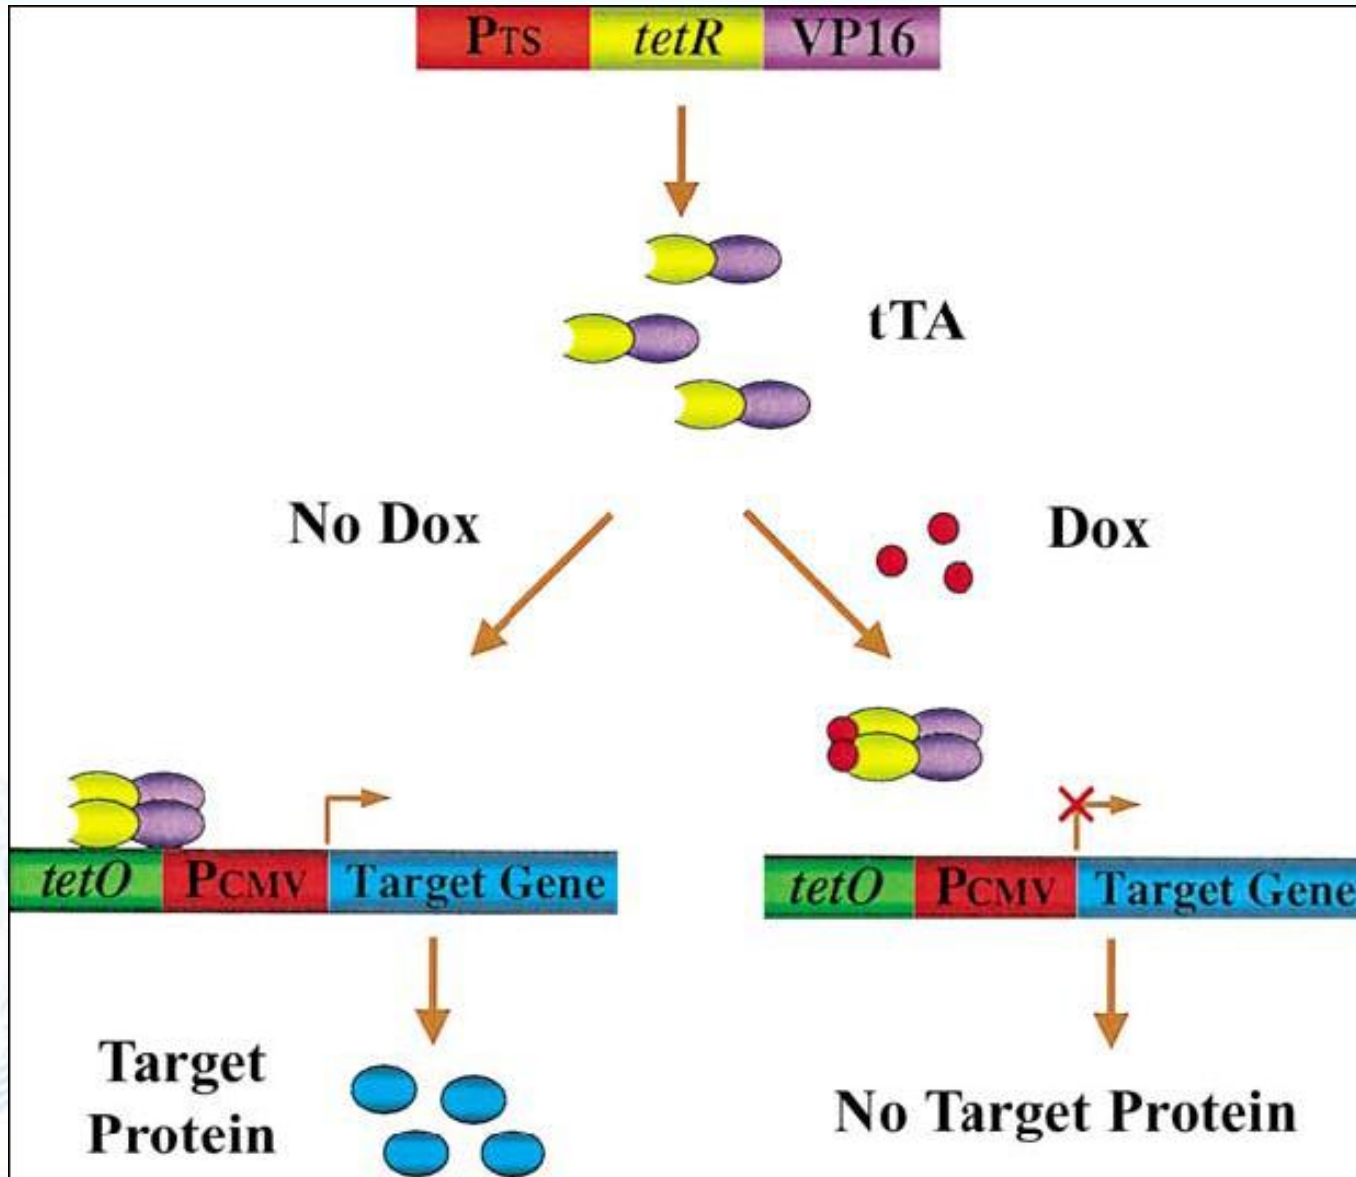 PTS tetR VP16
tTA
No Dox
Dox
tetO PCMV Target Gene
tetO PCMV Target Gene
Target
Protein
No Target Protein